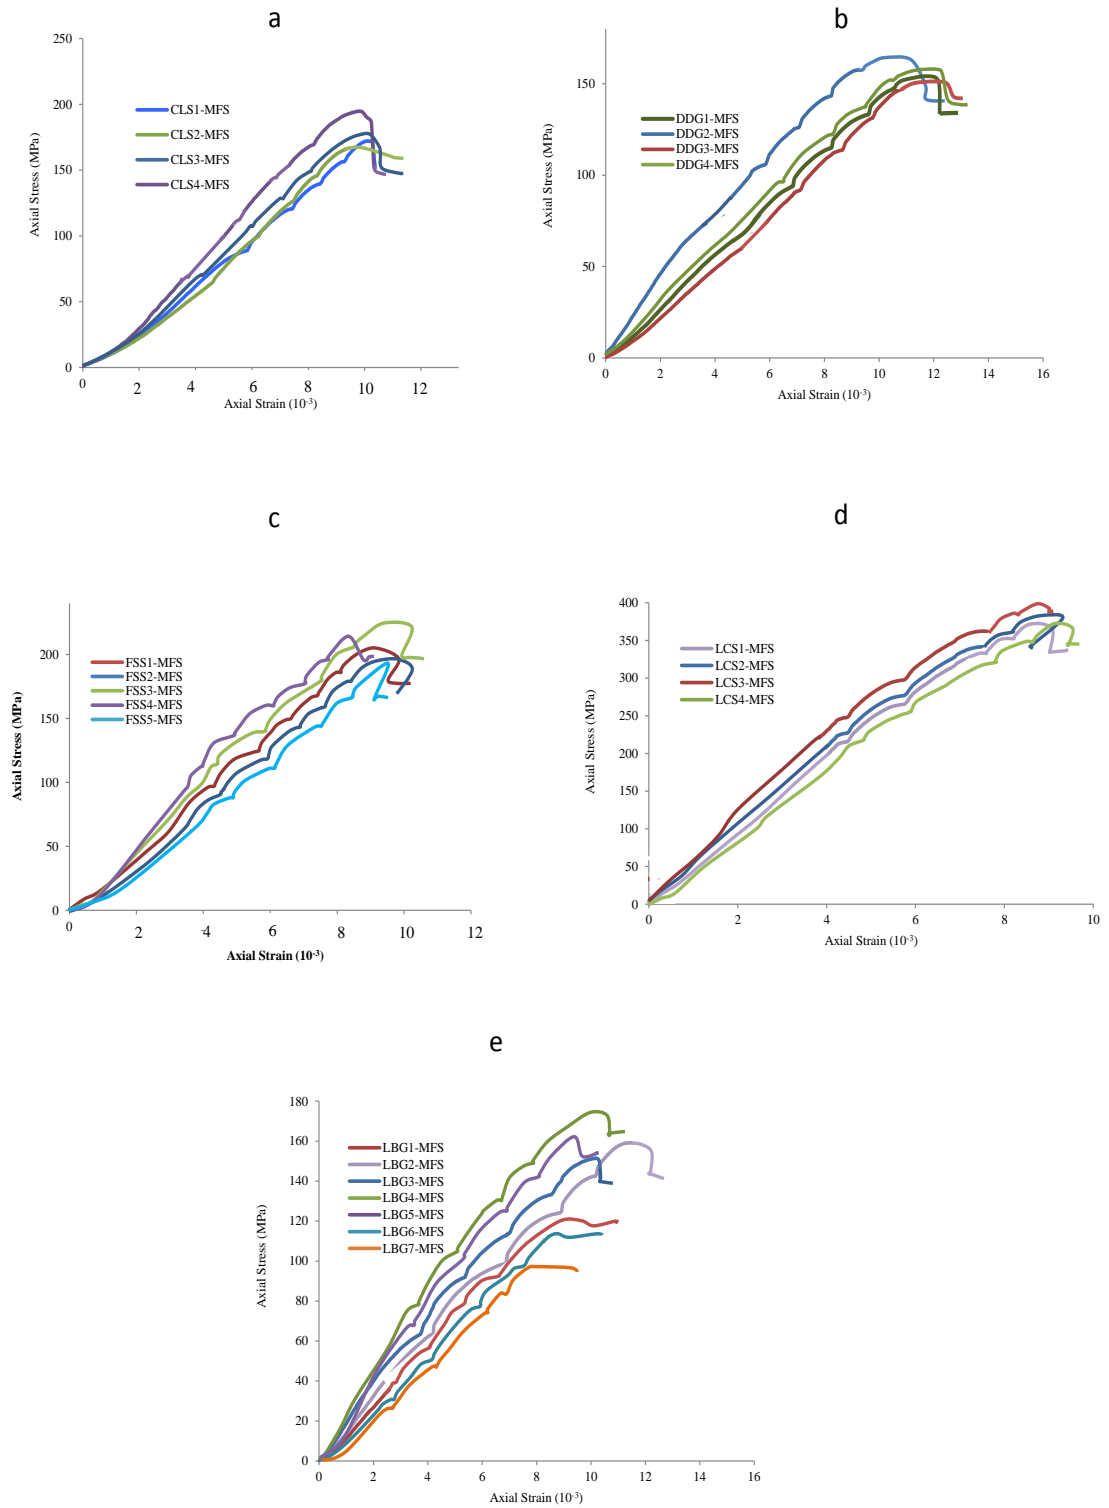 a
Axial Stress (MPa)
250
200
150
100
50
0
CLS1-MFS
CLS2-MFS
CLS3-MFS
CLS4-MFS
0 2 4 6 8 10 12
Axial Strain (10-3)
b
Axial Stress (MPa)
150
100
50
0
DDG1-MFS
DDG2-MFS
DDG3-MFS
DDG4-MFS
0 2 4 6 8 10 12 14 16
Axial Strain (10-3)
c
Axial Stress (MPa)
200
150
100
50
0
FSS1-MFS
FSS2-MFS
FSS3-MFS
FSS4-MFS
FSS5-MFS
0 2 4 6 8 10 12
Axial Strain (10-3)
d
Axial Stress (MPa)
400
350
300
250
200
150
100
50
0
LCS1-MFS
LCS2-MFS
LCS3-MFS
LCS4-MFS
0 2 4 6 8 10
Axial Strain (10-3)
e
Axial Stress (MPa)
180
160
140
120
100
80
60
40
20
0
LBG1-MFS
LBG2-MFS
LBG3-MFS
LBG4-MFS
LBG5-MFS
LBG6-MFS
LBG7-MFS
0 2 4 6 8 10 12 14 16
Axial Strain (10-3)